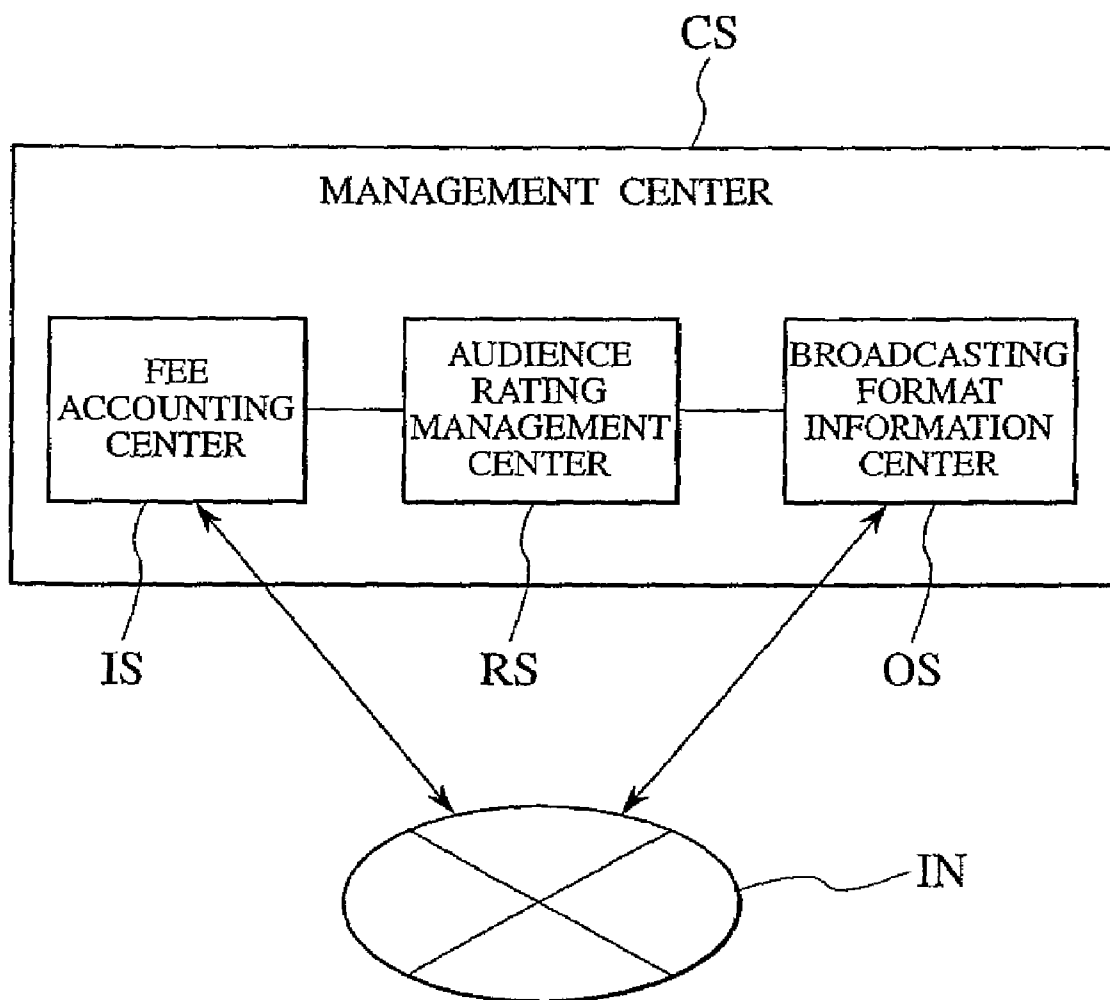 CS
MANAGEMENT CENTER
FEE
ACCOUNTING
CENTER
AUDIENCE
RATING
MANAGEMENT
CENTER
BROADCASTING
FORMAT
INFORMATION
CENTER
IS
RS
OS
IN